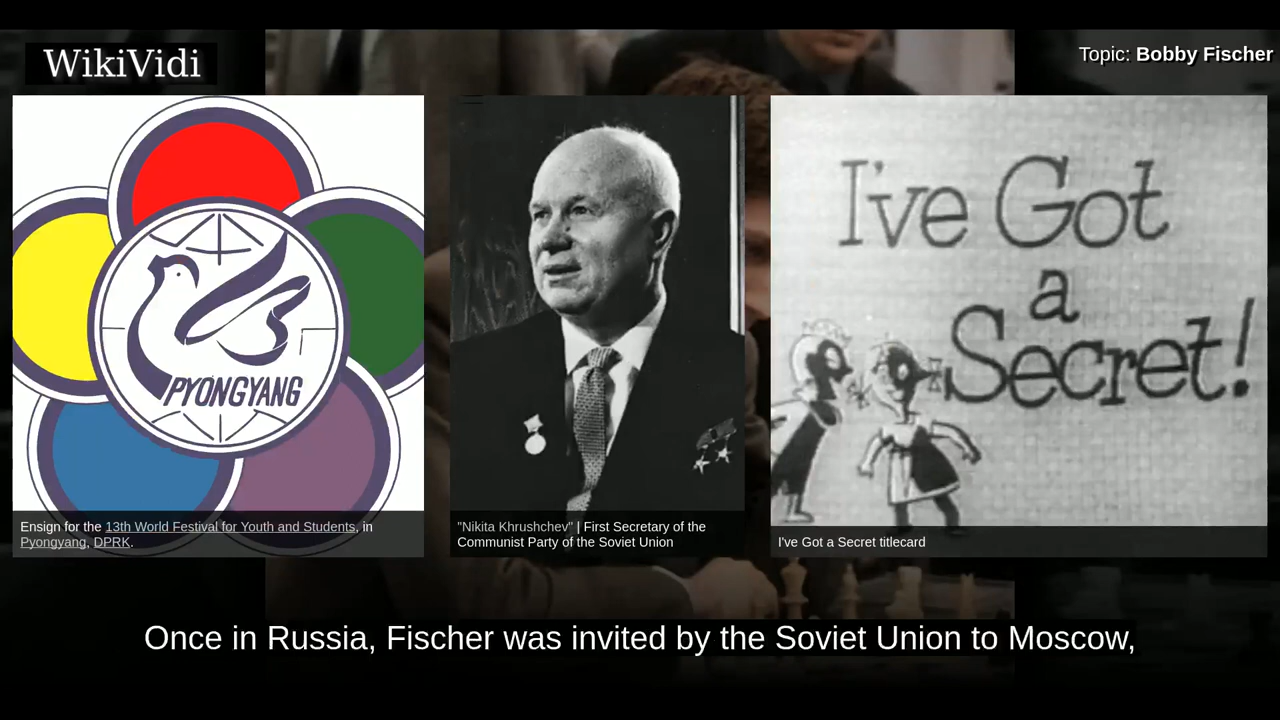 WikiVidi
Topic: Bobby Fischer
PYONGYANG
Ensign for the 13th World Festival for Youth and Students, in
Pyongyang, DPRK.
"Nikita Khrushchev" | First Secretary of the
Communist Party of the Soviet Union
I've Got
a
Secret!
I've Got a Secret titlecard
Once in Russia, Fischer was invited by the Soviet Union to Moscow,